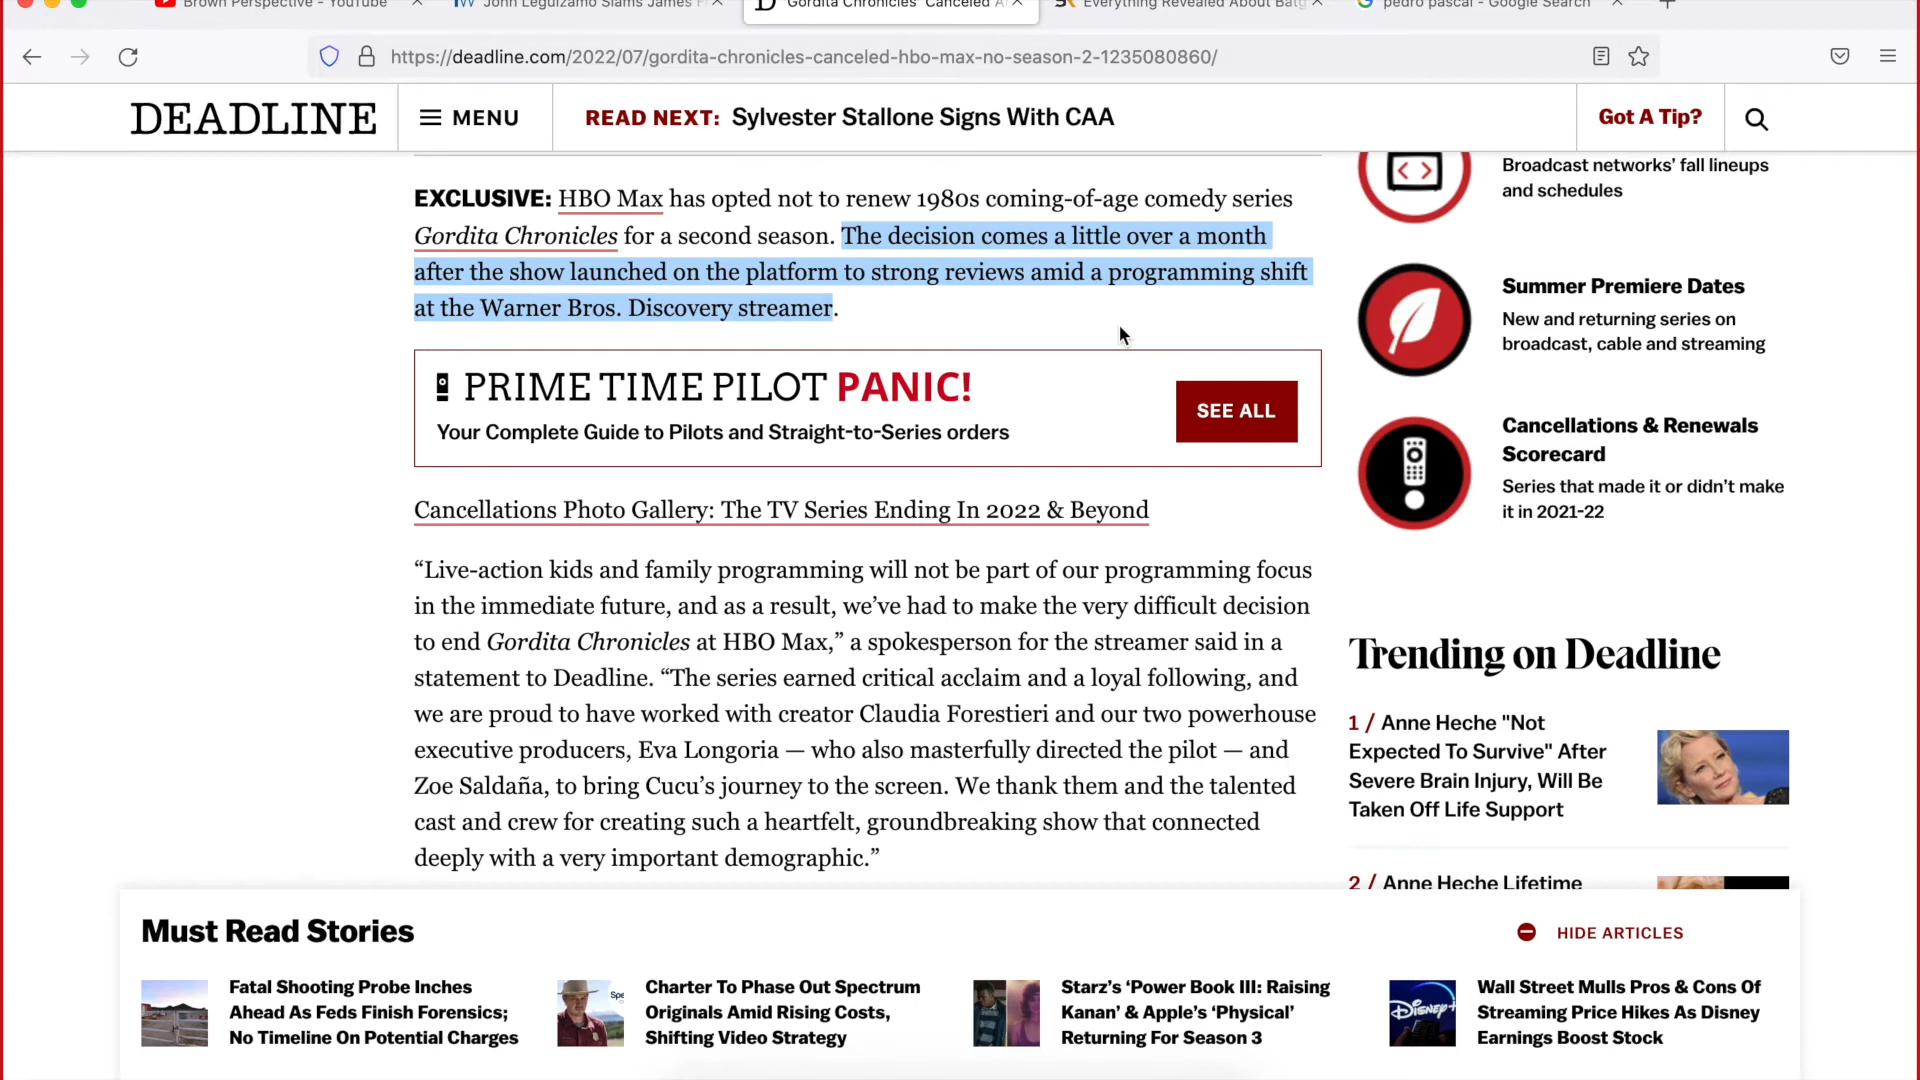 Brown Perspective - YouTube
John Leguizamo Slams James F
'Gordita Chronicles' Canceled A
Everything Revealed About Batg
pedro pascal - Google Search
https://deadline.com/2022/07/gordita-chronicles-canceled-hbo-max-no-season-2-1235080860/
DEADLINE
MENU
READ NEXT: Sylvester Stallone Signs With CAA
Got A Tip?
EXCLUSIVE: HBO Max has opted not to renew 1980s coming-of-age comedy series
Gordita Chronicles for a second season. The decision comes a little over a month
after the show launched on the platform to strong reviews amid a programming shift
at the Warner Bros. Discovery streamer.
PRIME TIME PILOT PANIC!
Your Complete Guide to Pilots and Straight-to-Series orders
SEE ALL
Cancellations Photo Gallery: The TV Series Ending In 2022 & Beyond
“Live-action kids and family programming will not be part of our programming focus
in the immediate future, and as a result, we’ve had to make the very difficult decision
to end Gordita Chronicles at HBO Max,” a spokesperson for the streamer said in a
statement to Deadline. “The series earned critical acclaim and a loyal following, and
we are proud to have worked with creator Claudia Forestieri and our two powerhouse
executive producers, Eva Longoria — who also masterfully directed the pilot — and
Zoe Saldaña, to bring Cucu’s journey to the screen. We thank them and the talented
cast and crew for creating such a heartfelt, groundbreaking show that connected
deeply with a very important demographic.”
Broadcast networks’ fall lineups
and schedules
Summer Premiere Dates
New and returning series on
broadcast, cable and streaming
Cancellations & Renewals
Scorecard
Series that made it or didn’t make
it in 2021-22
Trending on Deadline
1 / Anne Heche "Not
Expected To Survive" After
Severe Brain Injury, Will Be
Taken Off Life Support
2 / Anne Heche Lifetime
Must Read Stories
HIDE ARTICLES
Fatal Shooting Probe Inches
Ahead As Feds Finish Forensics;
No Timeline On Potential Charges
Spe
Charter To Phase Out Spectrum
Originals Amid Rising Costs,
Shifting Video Strategy
Starz’s ‘Power Book III: Raising
Kanan’ & Apple’s ‘Physical’
Returning For Season 3
Disney+
Wall Street Mulls Pros & Cons Of
Streaming Price Hikes As Disney
Earnings Boost Stock